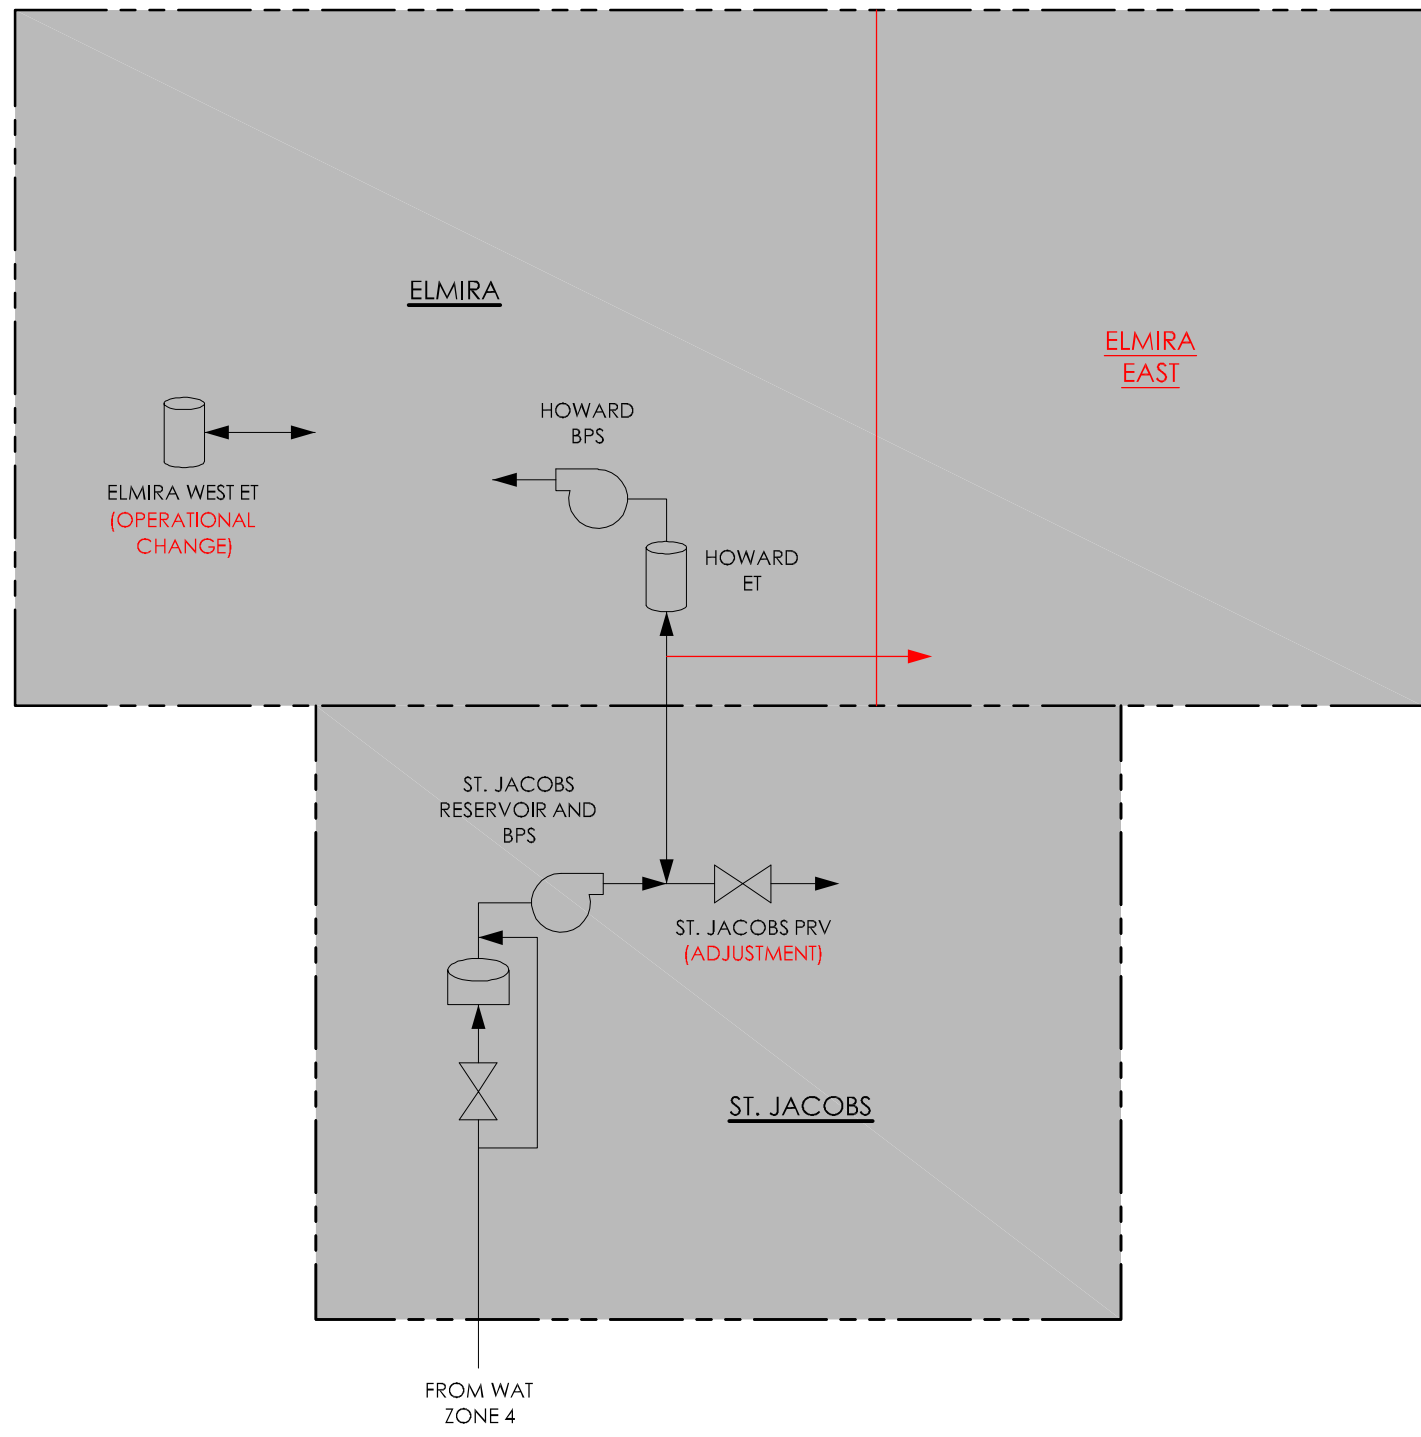 ELMIRA
ELMIRA
EAST
HOWARD
BPS
ELMIRA WEST ET
(OPERATIONAL
CHANGE)
HOWARD
ET
ST. JACOBS
RESERVOIR AND
BPS
ST. JACOBS PRV
(ADJUSTMENT)
ST. JACOBS
FROM WAT
ZONE 4